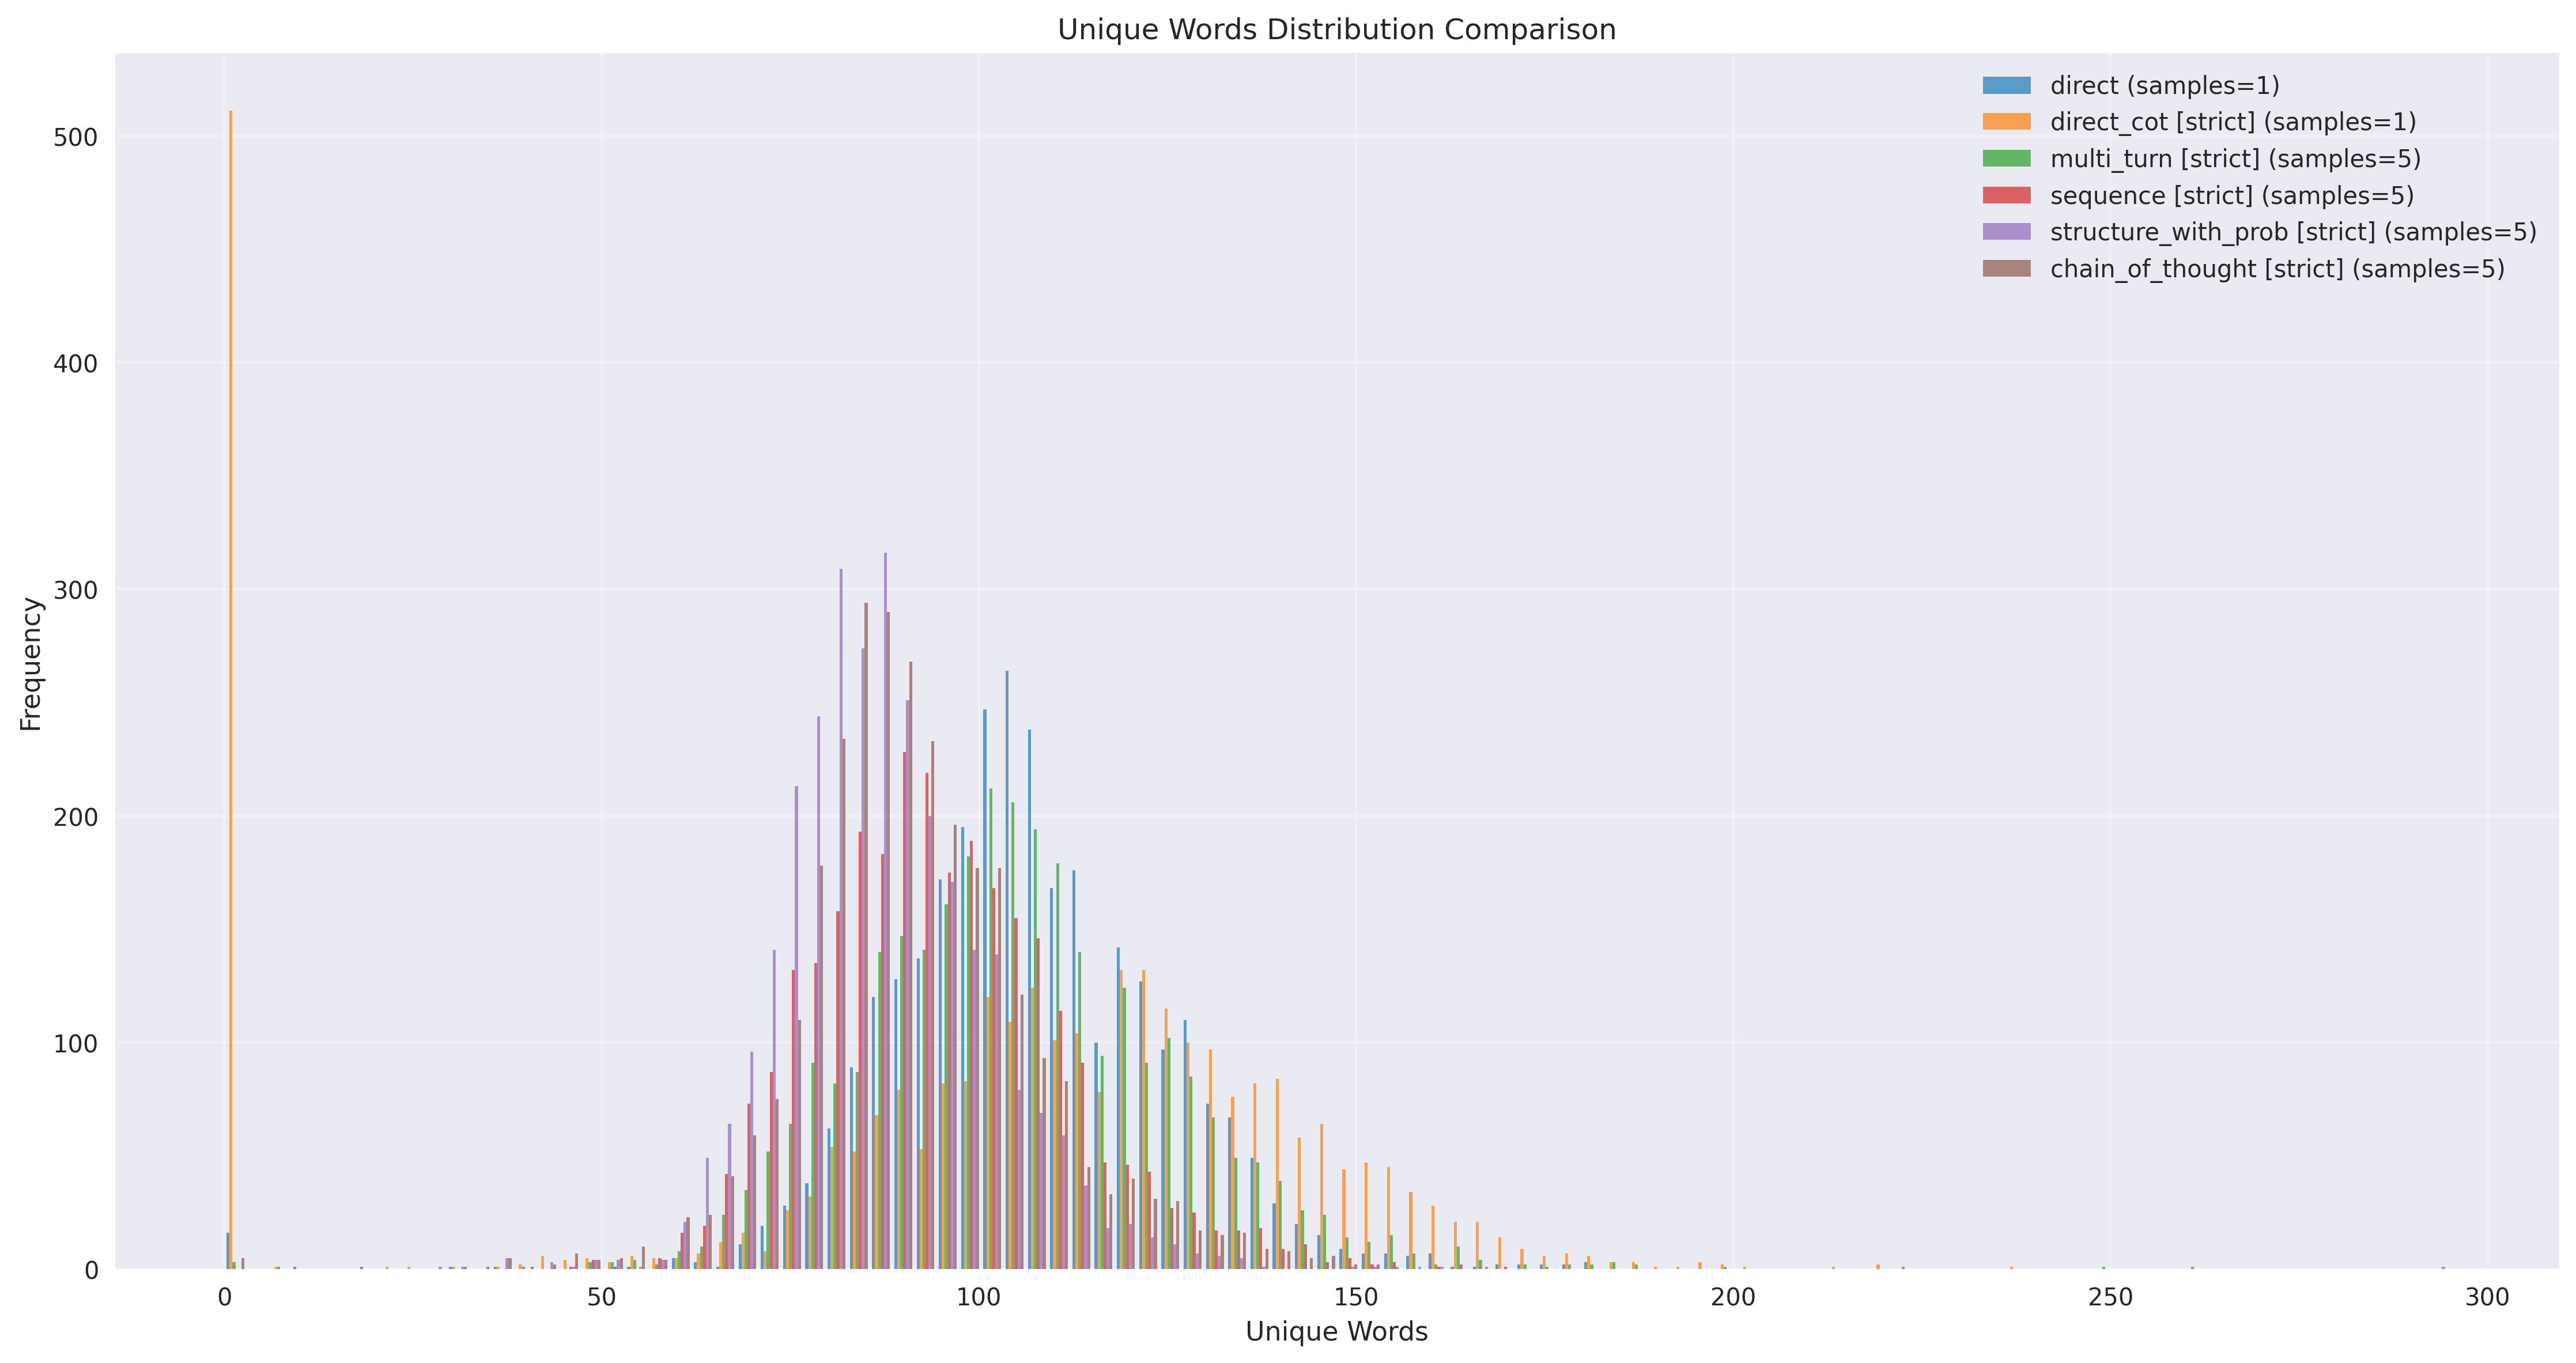 Unique Words Distribution Comparison
direct (samples=1)
direct_cot [strict] (samples=1)
multi_turn [strict] (samples=5)
sequence [strict] (samples=5)
structure_with_prob [strict] (samples=5)
chain_of_thought [strict] (samples=5)
Frequency
500
400
300
200
100
0
0 50 100 150 200 250 300
Unique Words